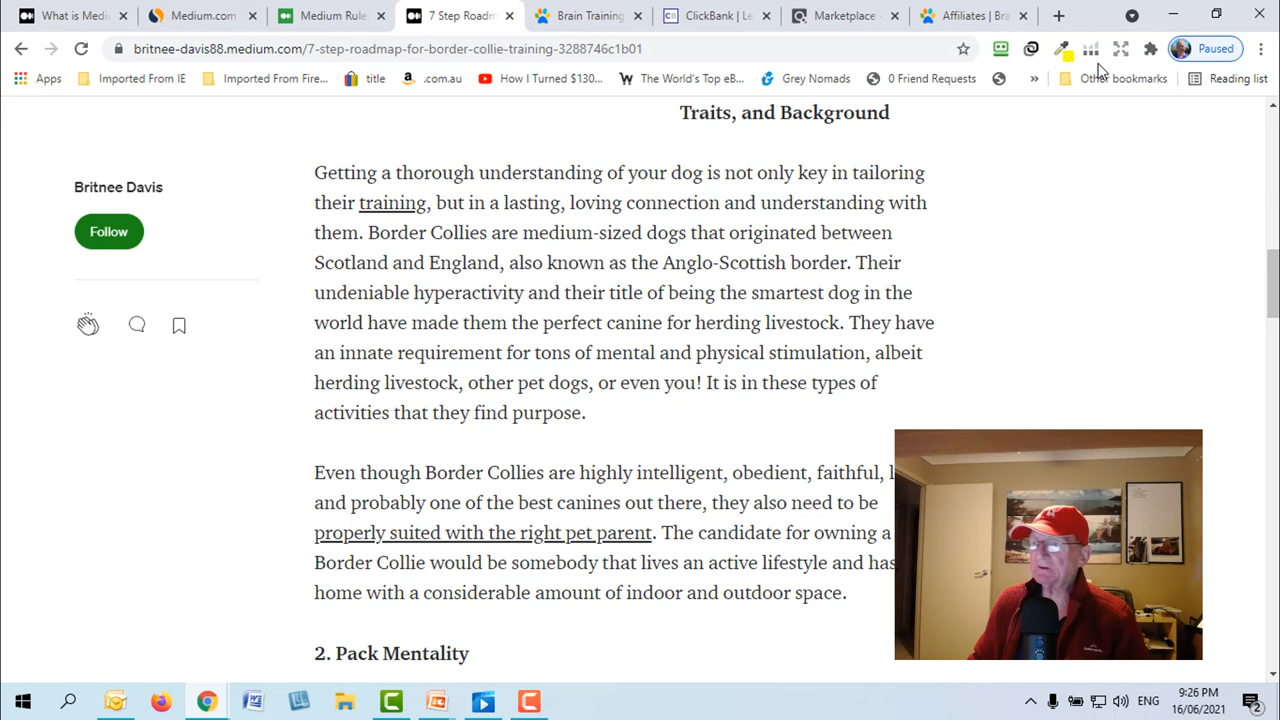 What is Medi
Medium.com
Medium Rule
7 Step Roadm
Brain Training
ClickBank | Le
Marketplace -
Affiliates | Bra
britnee-davis88.medium.com/7-step-roadmap-for-border-collie-training-3288746c1b01
Paused
Apps
Imported From IE
Imported From Fire...
title
.com.au
How I Turned $130...
The World's Top-eB...
Grey Nomads
0 Friend Requests
»
Other bookmarks
Reading list
Traits, and Background
Britnee Davis
Follow
Getting a thorough understanding of your dog is not only key in tailoring
their training, but in a lasting, loving connection and understanding with
them. Border Collies are medium-sized dogs that originated between
Scotland and England, also known as the Anglo-Scottish border. Their
undeniable hyperactivity and their title of being the smartest dog in the
world have made them the perfect canine for herding livestock. They have
an innate requirement for tons of mental and physical stimulation, albeit
herding livestock, other pet dogs, or even you! It is in these types of
activities that they find purpose.
Even though Border Collies are highly intelligent, obedient, faithful,
and probably one of the best canines out there, they also need to be
properly suited with the right pet parent. The candidate for owning a
Border Collie would be somebody that lives an active lifestyle and has
home with a considerable amount of indoor and outdoor space.
2. Pack Mentality
ENG
9:26 PM
16/06/2021
2